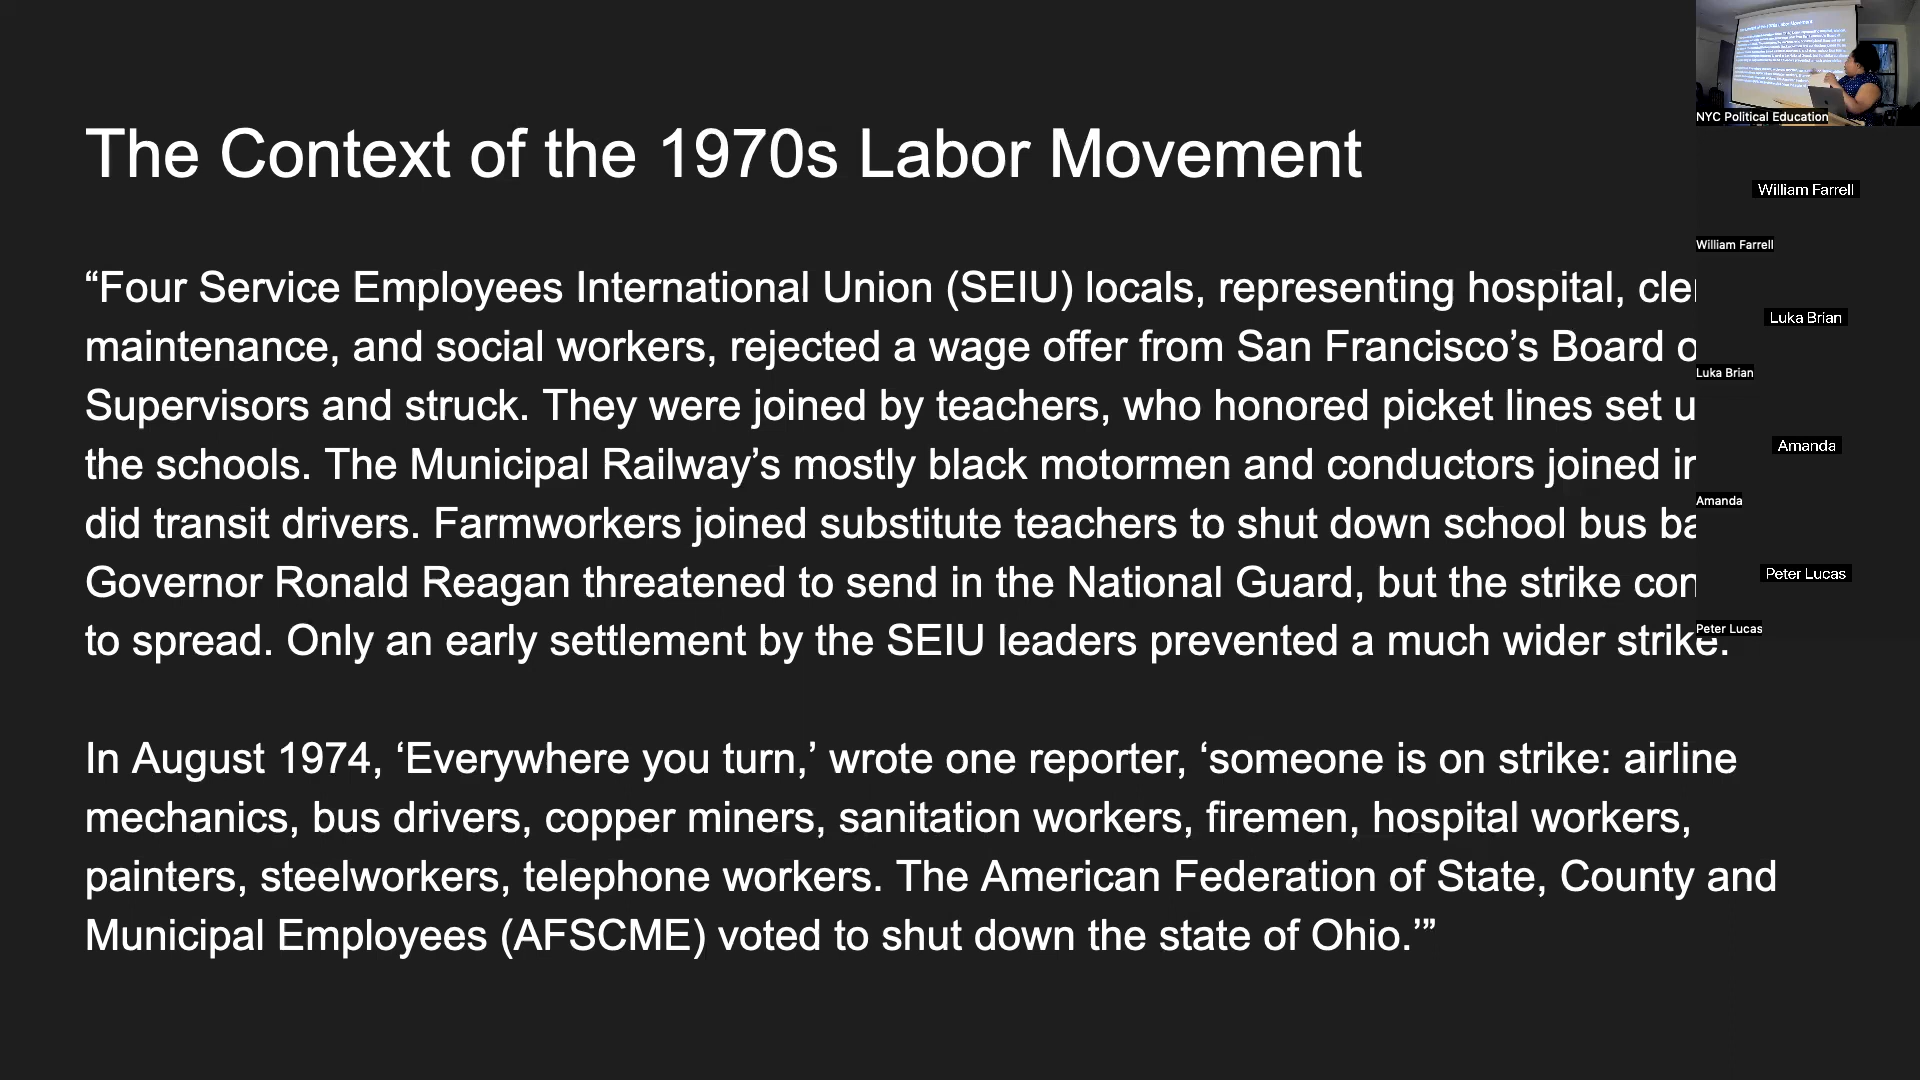 The Context of the 1970s Labor Movement
“Four Service Employees International Union (SEIU) locals, representing hospital,
maintenance, and social workers, rejected a wage offer from San Francisco’s Board
Supervisors and struck. They were joined by teachers, who honored picket lines set
the schools. The Municipal Railway’s mostly black motormen and conductors joined
did transit drivers. Farmworkers joined substitute teachers to shut down school bus
Governor Ronald Reagan threatened to send in the National Guard, but the strike
to spread. Only an early settlement by the SEIU leaders prevented a much wider strike.
In August 1974, ‘Everywhere you turn,’ wrote one reporter, ‘someone is on strike: airline
mechanics, bus drivers, copper miners, sanitation workers, firemen, hospital workers,
painters, steelworkers, telephone workers. The American Federation of State, County and
Municipal Employees (AFSCME) voted to shut down the state of Ohio.’”
NYC Political Education
William Farrell
William Farrell
Luka Brian
Luka Brian
Amanda
Amanda
Peter Lucas
Peter Lucas